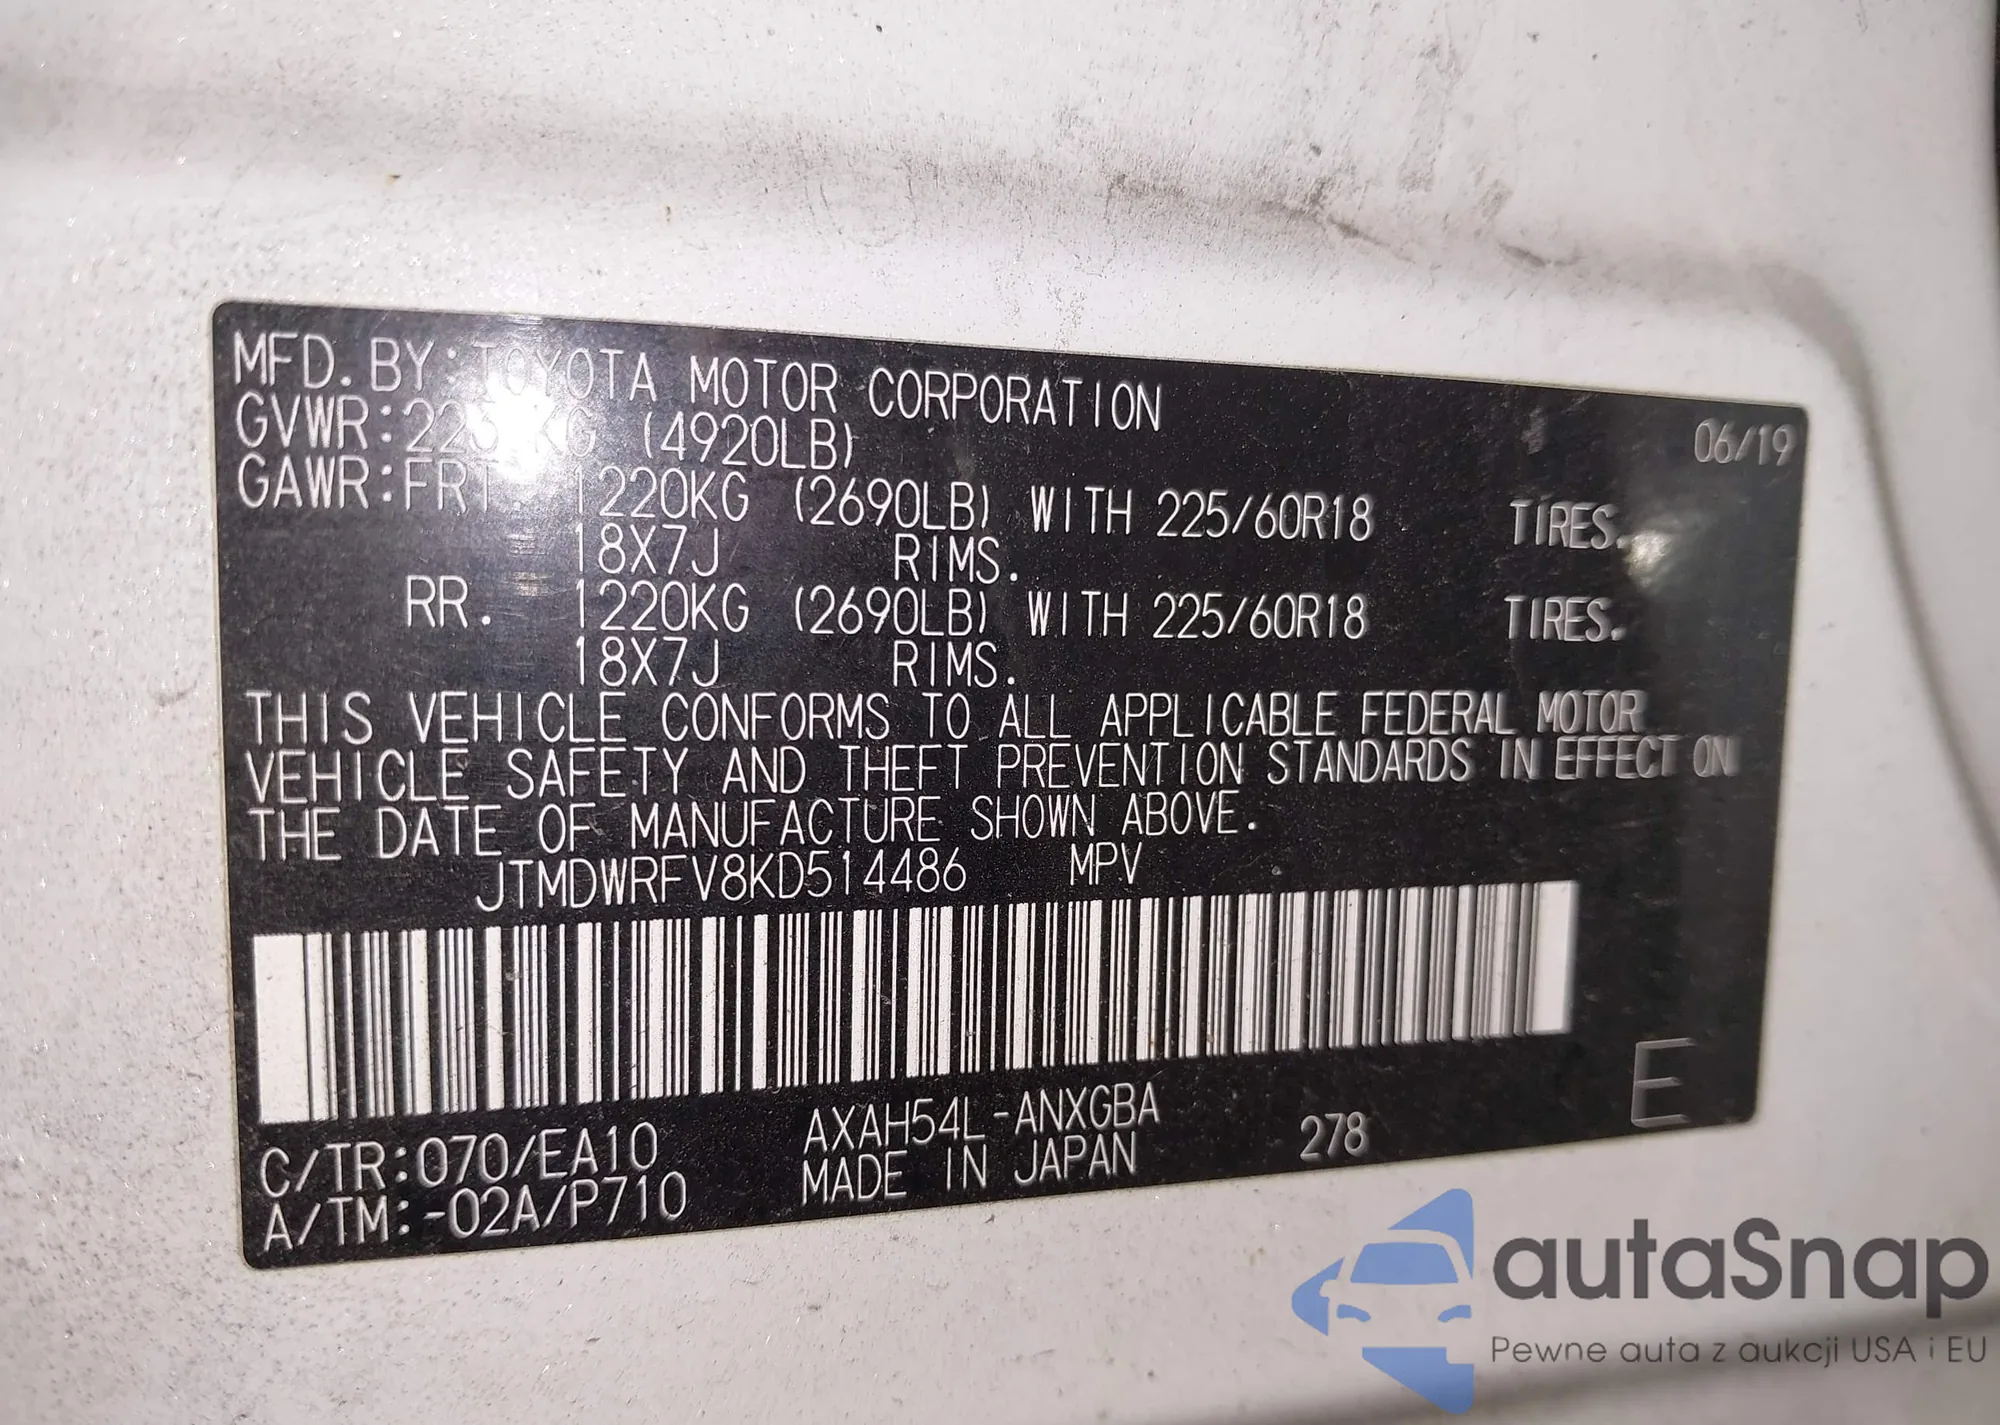 MFD. BY: TOYOTA MOTOR CORPORATION 06/19
GVWR: (4920LB)
GAWR:FRT. 1220KG (2690LB) WITH 225/60R18 TIRES.
18X7J RIMS.
RR. 1220KG (2690LB) WITH 225/60R18 TIRES.
18X7J RIMS.
THIS VEHICLE CONFORMS TO ALL APPLICABLE FEDERAL MOTOR
VEHICLE SAFETY AND THEFT PREVENTION STANDARDS IN EFFECT ON
THE DATE OF MANUFACTURE SHOWN ABOVE.
JTMDWRFV8KD514486 MPV
C/TR:070/EA10 AXAH54L-ANXGBA 278 E
A/TM:-02A/P710 MADE IN JAPAN
autaSnap
Pewne auta z aukcji USA i EU